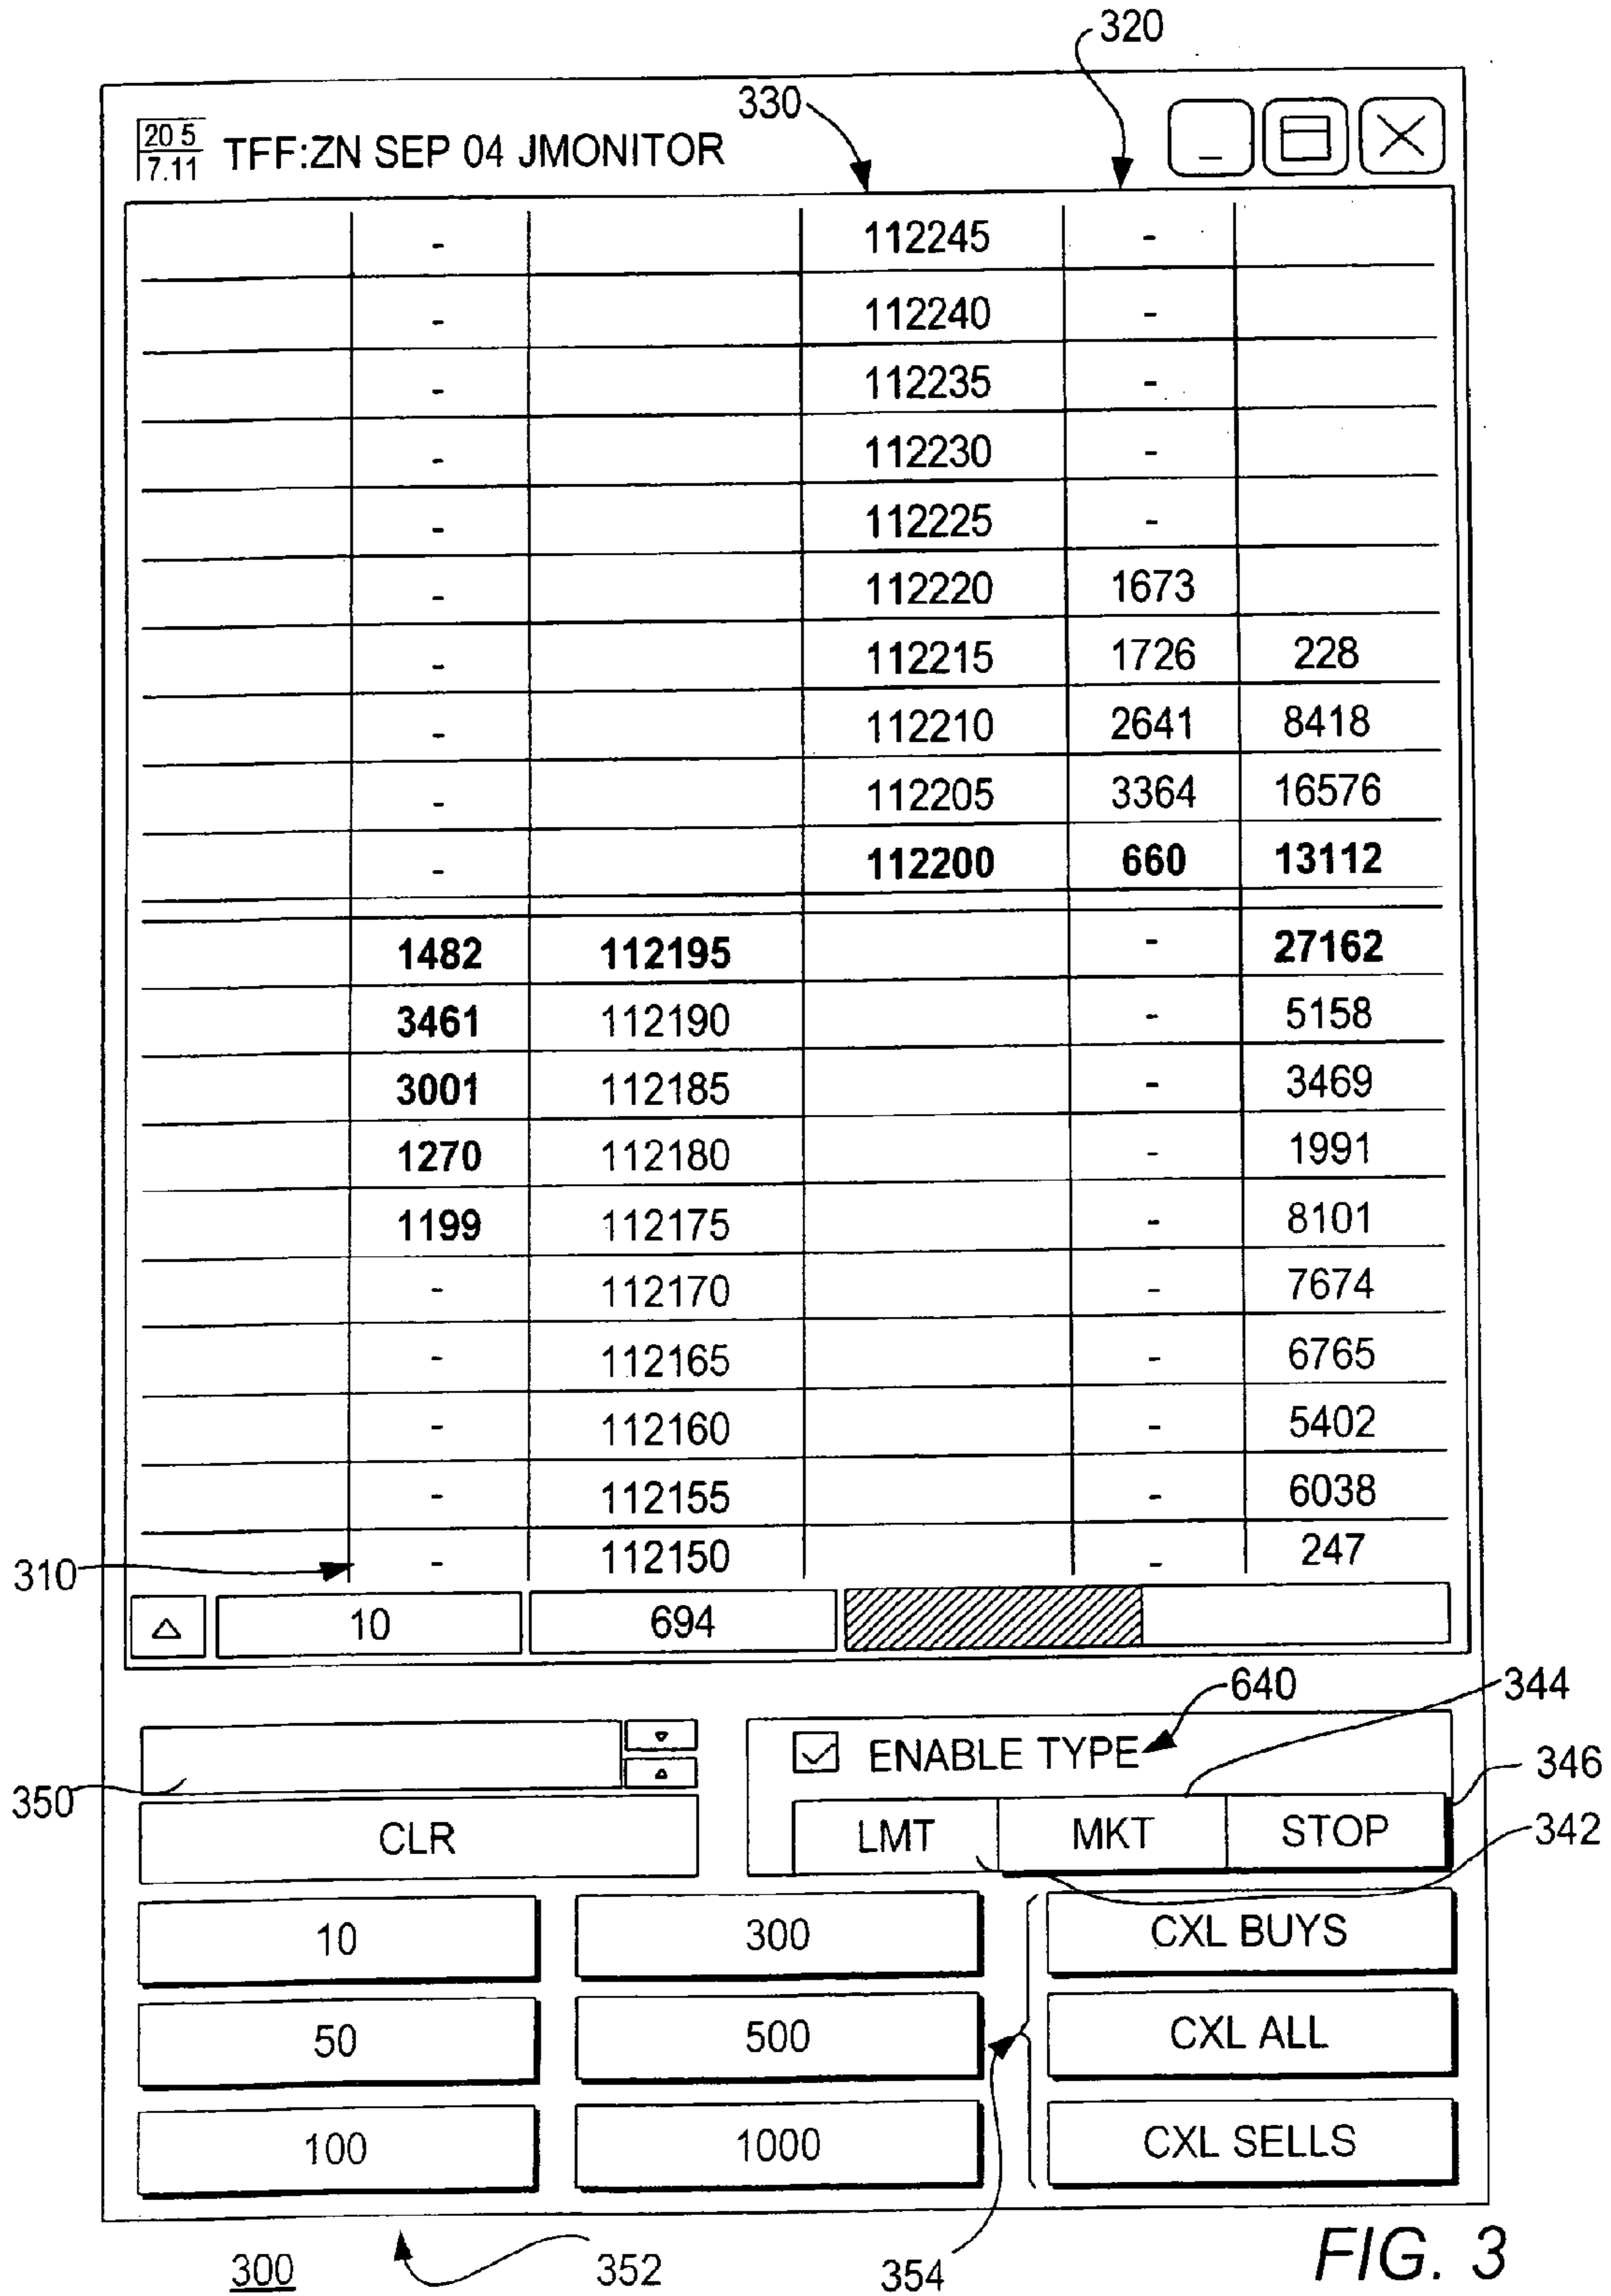 320
330
20 5
7.11
TFF:ZN SEP 04 JMONITOR
- 112245 -
- 112240 -
- 112235 -
- 112230 -
- 112225 -
- 112220 1673
- 112215 1726 228
- 112210 2641 8418
- 112205 3364 16576
- 112200 660 13112
1482 112195 - 27162
3461 112190 - 5158
3001 112185 - 3469
1270 112180 - 1991
1199 112175 - 8101
- 112170 - 7674
- 112165 - 6765
- 112160 - 5402
- 112155 - 6038
310 - 112150 - 247
10 694
640 344
ENABLE TYPE
346
350
CLR LMT MKT STOP 342
10 300 CXL BUYS
50 500 CXL ALL
100 1000 CXL SELLS
300 352 354 FIG. 3